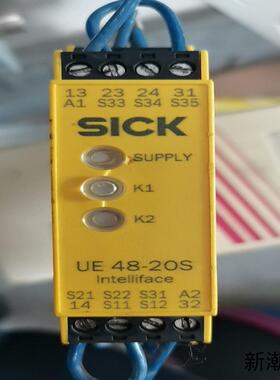 13 23 24 31
A1 S33 S34 S35
SICK
SUPPLY
K1
K2
UE 48-20S
Intelliface
S21 S22 S31 A2
14 S11 S12 32
新潮